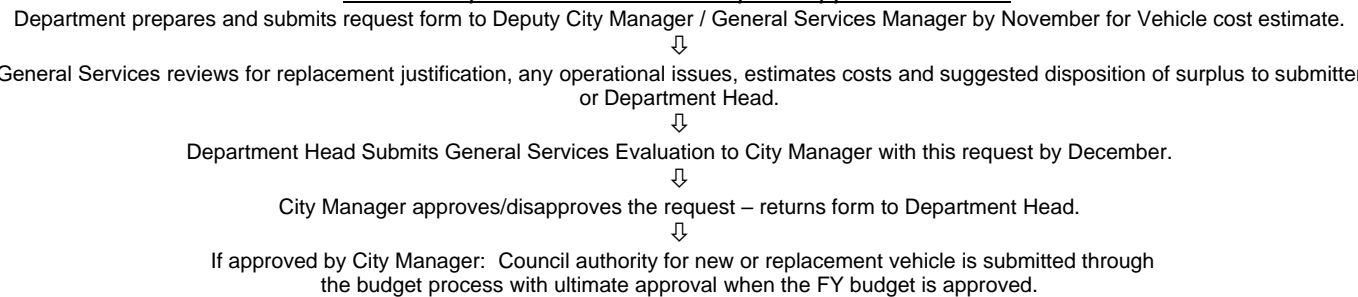 Department prepares and submits request form to Deputy City Manager / General Services Manager by November for Vehicle cost estimate.
⇩
General Services reviews for replacement justification, any operational issues, estimates costs and suggested disposition of surplus to submitter
or Department Head.
⇩
Department Head Submits General Services Evaluation to City Manager with this request by December.
⇩
City Manager approves/disapproves the request – returns form to Department Head.
⇩
If approved by City Manager:  Council authority for new or replacement vehicle is submitted through
the budget process with ultimate approval when the FY budget is approved.